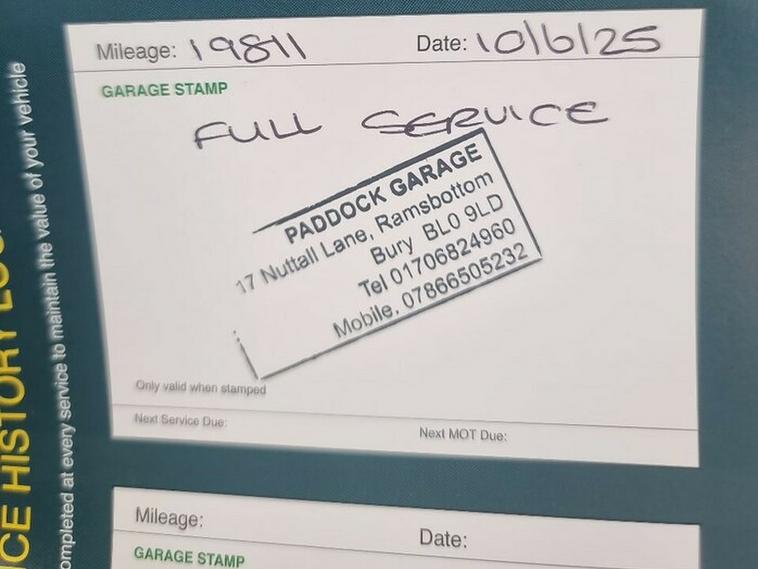 Mileage: 19811 Date: 10/6/25
GARAGE STAMP
FULL SERVICE
PADDOCK GARAGE
17 Nuttall Lane, Ramsbottom
Bury BL0 9LD
Tel 01706824960
Mobile. 07866505232
Only valid when stamped
Next Service Due: Next MOT Due:
Mileage: Date:
GARAGE STAMP
HISTORY
completed at every service to maintain the value of your vehicle